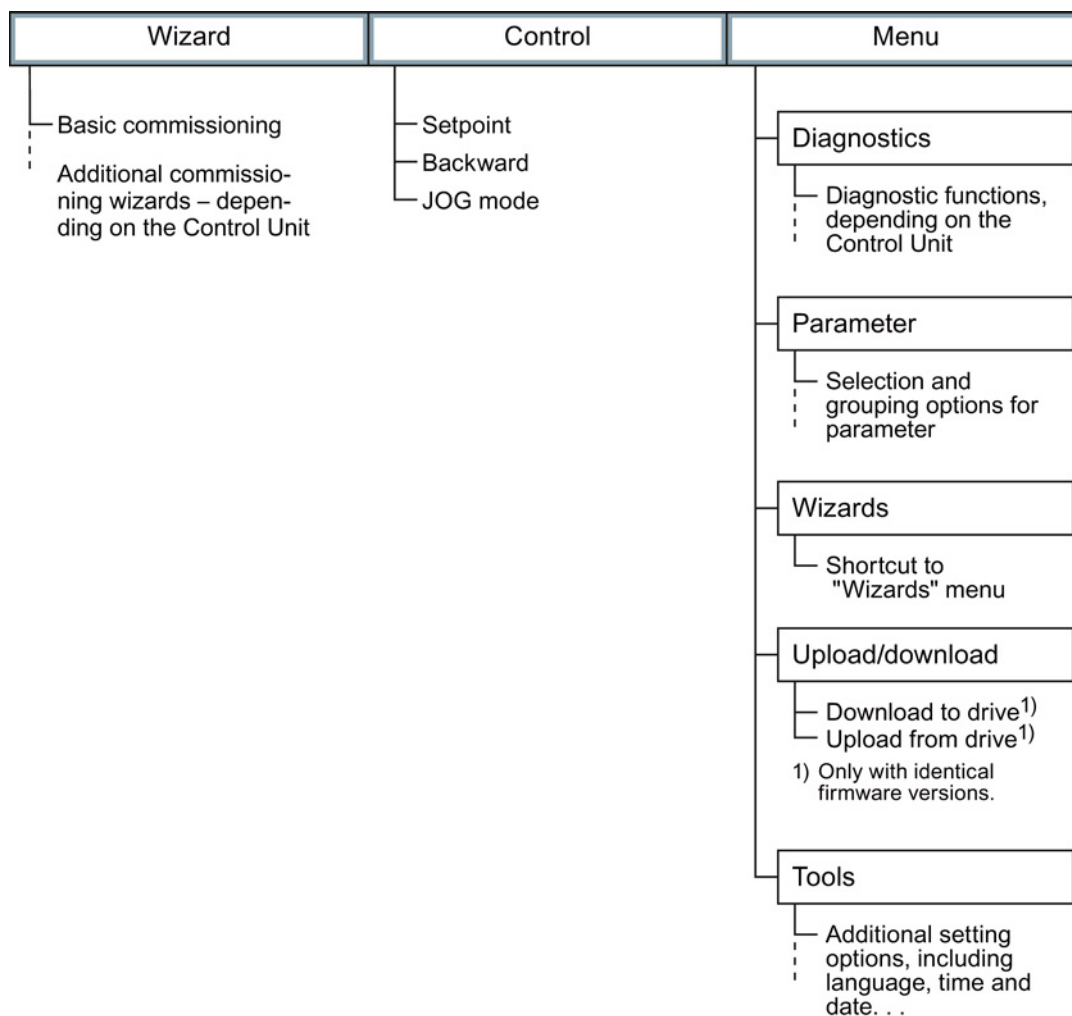 Wizard
Control
Menu
Basic commissioning
Additional commissio-
ning wizards – depen-
ding on the Control Unit
Setpoint
Backward
JOG mode
Diagnostics
Diagnostic functions,
depending on the
Control Unit
Parameter
Selection and
grouping options for
parameter
Wizards
Shortcut to
"Wizards" menu
Upload/download
Download to drive1)
Upload from drive1)
1) Only with identical
firmware versions.
Tools
Additional setting
options, including
language, time and
date. . .